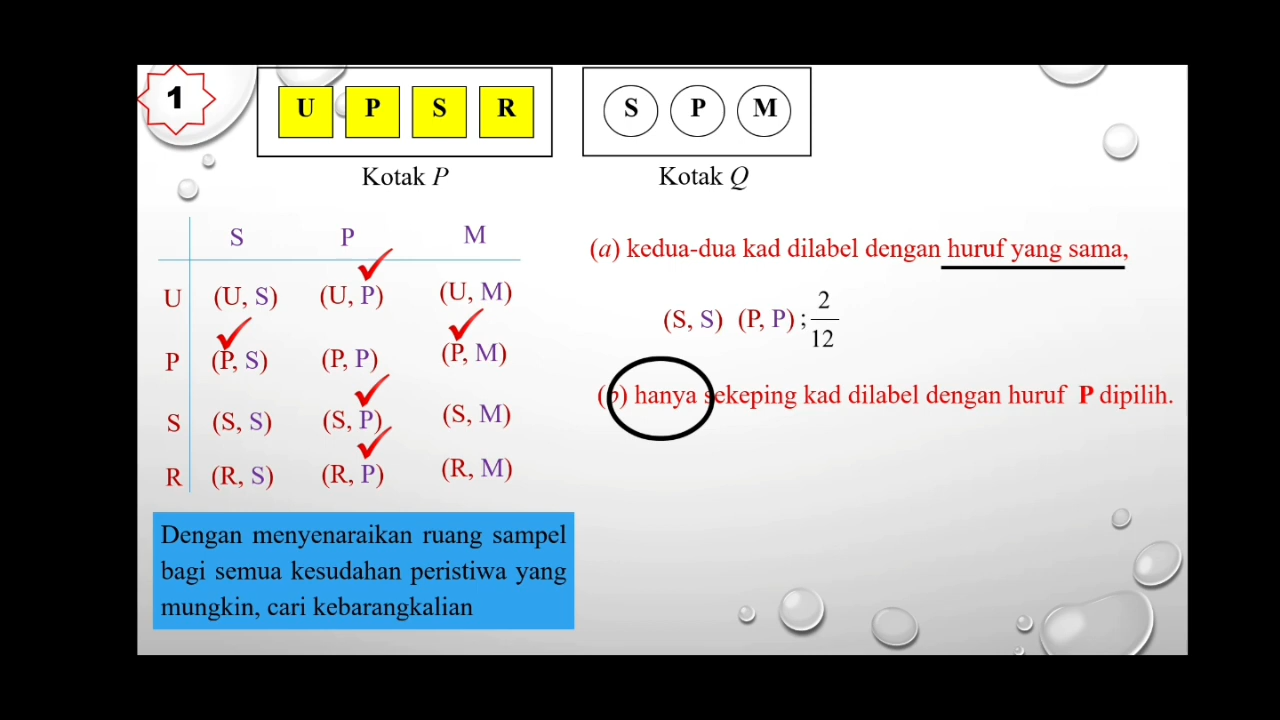 1
U P S R
S P M
Kotak P
Kotak Q
S P M
U (U, S) (U, P) (U, M)
P (P, S) (P, P) (P, M)
S (S, S) (S, P) (S, M)
R (R, S) (R, P) (R, M)
Dengan menyenaraikan ruang sampel
bagi semua kesudahan peristiwa yang
mungkin, cari kebarangkalian
(a) kedua-dua kad dilabel dengan huruf yang sama,
(S, S) (P, P) ; 2/12
(b) hanya sekeping kad dilabel dengan huruf P dipilih.